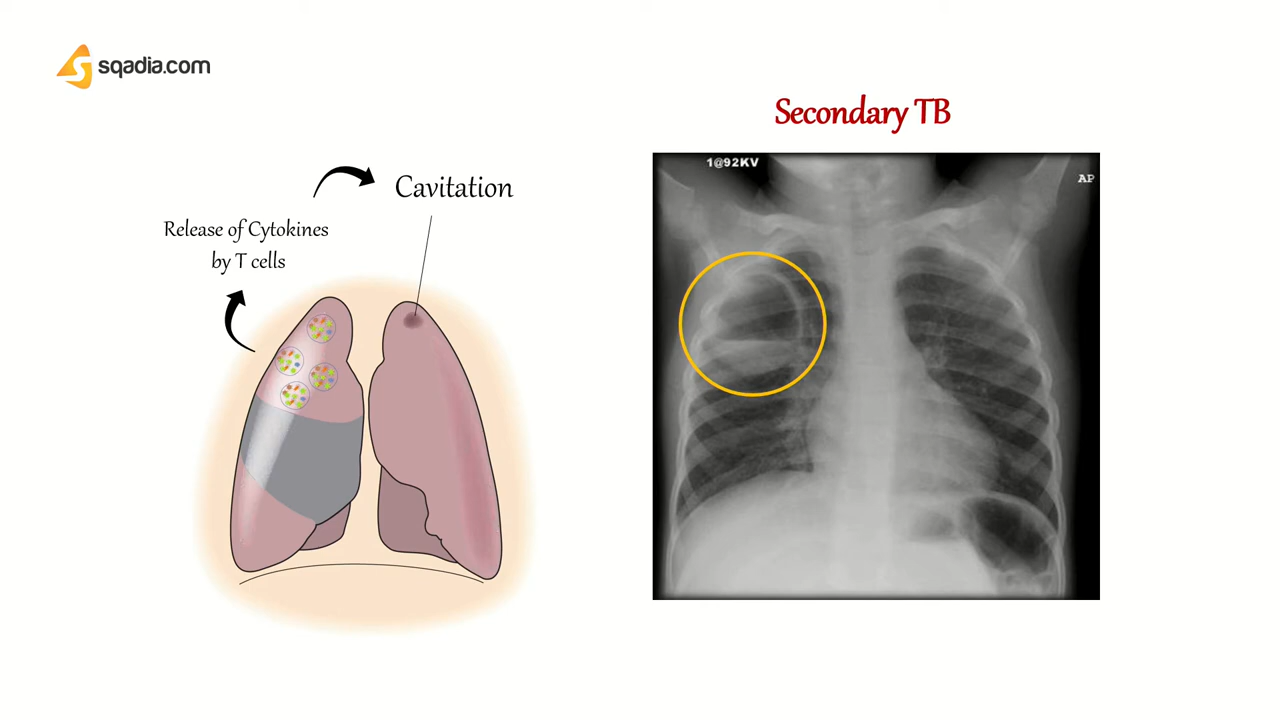 sqadia.com
Secondary TB
1@92KV
AP
Cavitation
Release of Cytokines
by T cells